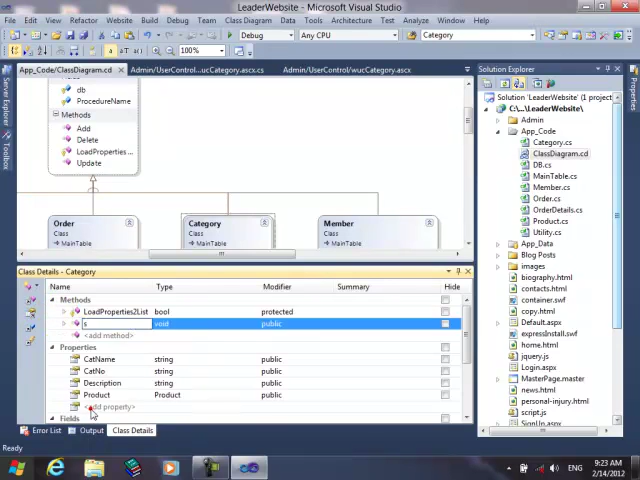 LeaderWebsite - Microsoft Visual Studio
File Edit View Refactor Website Build Debug Team Class Diagram Data Tools Architecture Test Analyze Window Help
Debug Any CPU Category
100%
App_Code/ClassDiagram.cd Admin/UserControl...ucCategory.ascx.cs Admin/UserControl/wucCategory.ascx
Server Explorer
Toolbox
db
ProcedureName
Methods
Add
Delete
LoadProperties ...
Update
Order
Class
MainTable
Category
Class
MainTable
Member
Class
MainTable
Class Details - Category
Name Type Modifier Summary Hide
Methods
LoadProperties2List bool protected
s void public
<add method>
Properties
CatName string public
CatNo string public
Description string public
Product Product public
<add property>
Fields
Error List Output Class Details
Ready
Solution Explorer
Solution 'LeaderWebsite' (1 project
C:\...\LeaderWebsite\
Admin
App_Code
Category.cs
ClassDiagram.cd
DB.cs
MainTable.cs
Member.cs
Order.cs
OrderDetails.cs
Product.cs
Utility.cs
App_Data
Blog Posts
images
biography.html
contacts.html
container.swf
copy.html
Default.aspx
expressInstall.swf
home.html
jquery.js
Login.aspx
MasterPage.master
news.html
personal-injury.html
script.js
SignUp.aspx
Properties
ENG
9:23 AM
2/14/2012